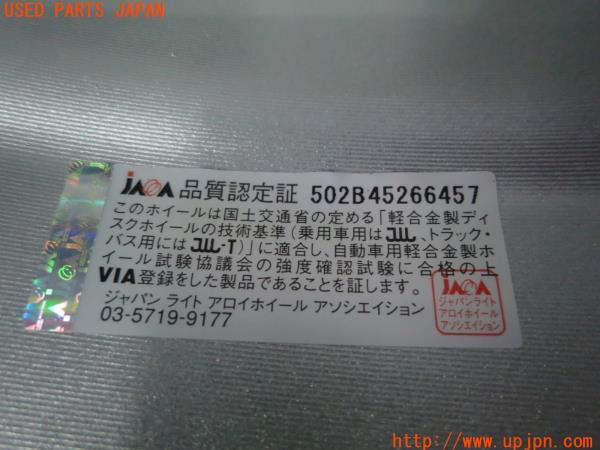 USED PARTS JAPAN
JAWA 品質認定証 502B45266457
このホイールは国土交通省の定める「軽合金製ディ
スクホイールの技術基準(乗用車用はJWL、トラック・
バス用にはJWL-T)」に適合し、自動車用軽合金製ホ
イール試験協議会の強度確認試験に合格の上
VIA登録をした製品であることを証します。
ジャパン ライト アロイホイール アソシエイション
03-5719-9177
JAWA
ジャパンライト
アロイホイール
アソシエイション
http://www.upjpn.com/